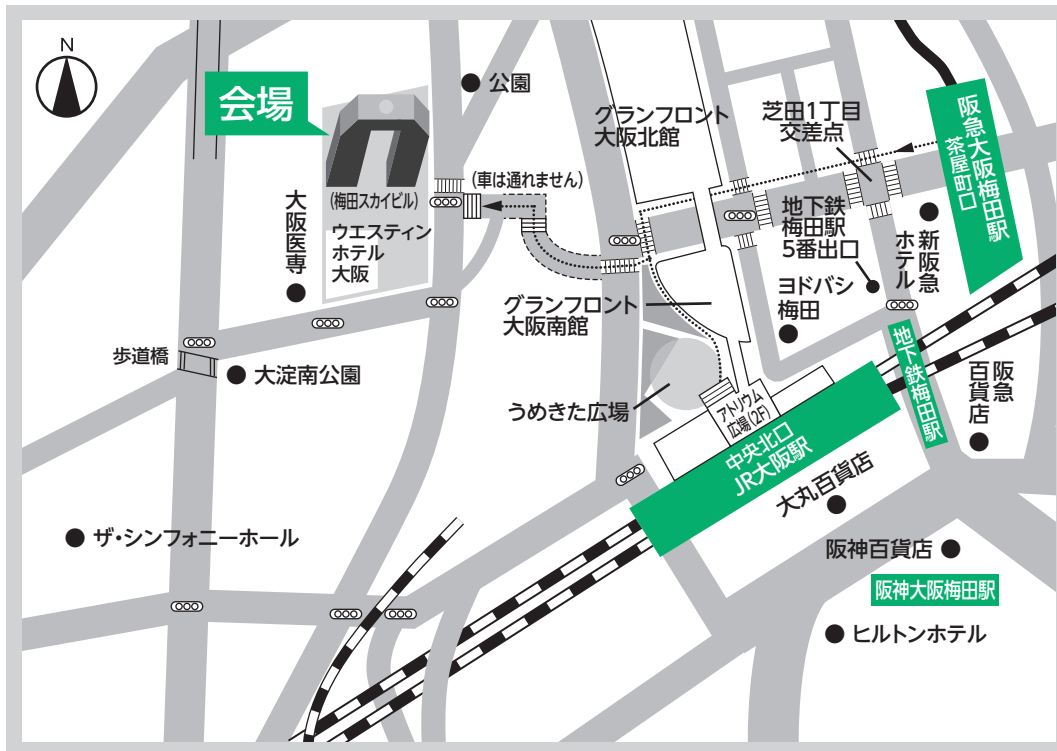 N
会場
公園
グランフロント
大阪北館
芝田1丁目
交差点
阪急大阪梅田駅
茶屋町口
(車は通れません)
(梅田スカイビル)
大阪医専
ウエスティン
ホテル
大阪
地下鉄
梅田駅
5番出口
新阪急
ホテル
ヨドバシ
梅田
グランフロント
大阪南館
歩道橋
大淀南公園
地下鉄梅田駅
阪急
百貨店
うめきた広場
アトリウム
広場(2F)
中央北口
JR大阪駅
大丸百貨店
ザ・シンフォニーホール
阪神百貨店
阪神大阪梅田駅
ヒルトンホテル